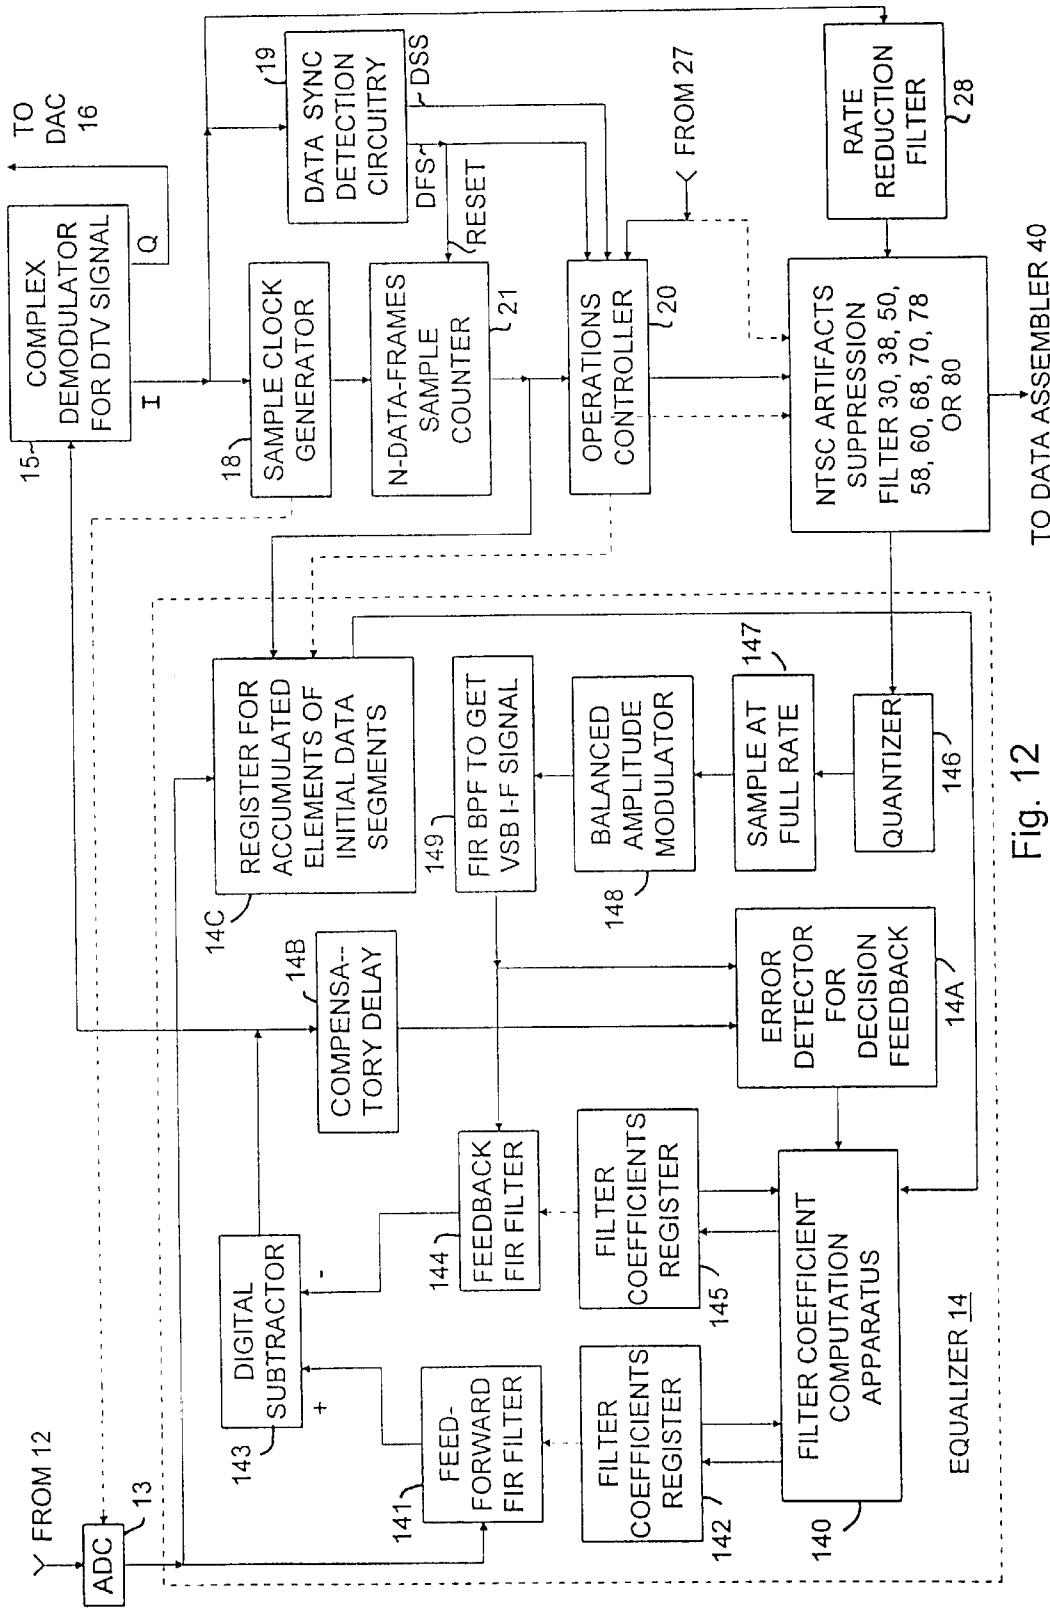 FROM 12
ADC
13
DIGITAL
SUBTRACTOR
143
+
-
FEED-
FORWARD
FIR FILTER
141
FEEDBACK
FIR FILTER
144
FILTER
COEFFICIENTS
REGISTER
142
FILTER
COEFFICIENTS
REGISTER
145
FILTER COEFFICIENT
COMPUTATION
APPARATUS
140
EQUALIZER 14
COMPENSA--
TORY DELAY
14B
ERROR
DETECTOR
FOR
DECISION
FEEDBACK
14A
REGISTER FOR
ACCUMULATED
ELEMENTS OF
INITIAL DATA
SEGMENTS
14C
FIR BPF TO GET
VSB I-F SIGNAL
149
BALANCED
AMPLITUDE
MODULATOR
148
SAMPLE AT
FULL RATE
147
QUANTIZER
146
COMPLEX
DEMODULATOR
FOR DTV SIGNAL
15
I
Q
TO
DAC
16
SAMPLE CLOCK
GENERATOR
18
DATA SYNC
DETECTION
CIRCUITRY
19
DFS
DSS
RESET
N-DATA-FRAMES
SAMPLE
COUNTER
21
OPERATIONS
CONTROLLER
20
FROM 27
NTSC ARTIFACTS
SUPPRESSION
FILTER 30, 38, 50,
58, 60, 68, 70, 78
OR 80
RATE
REDUCTION
FILTER
28
TO DATA ASSEMBLER 40
Fig. 12